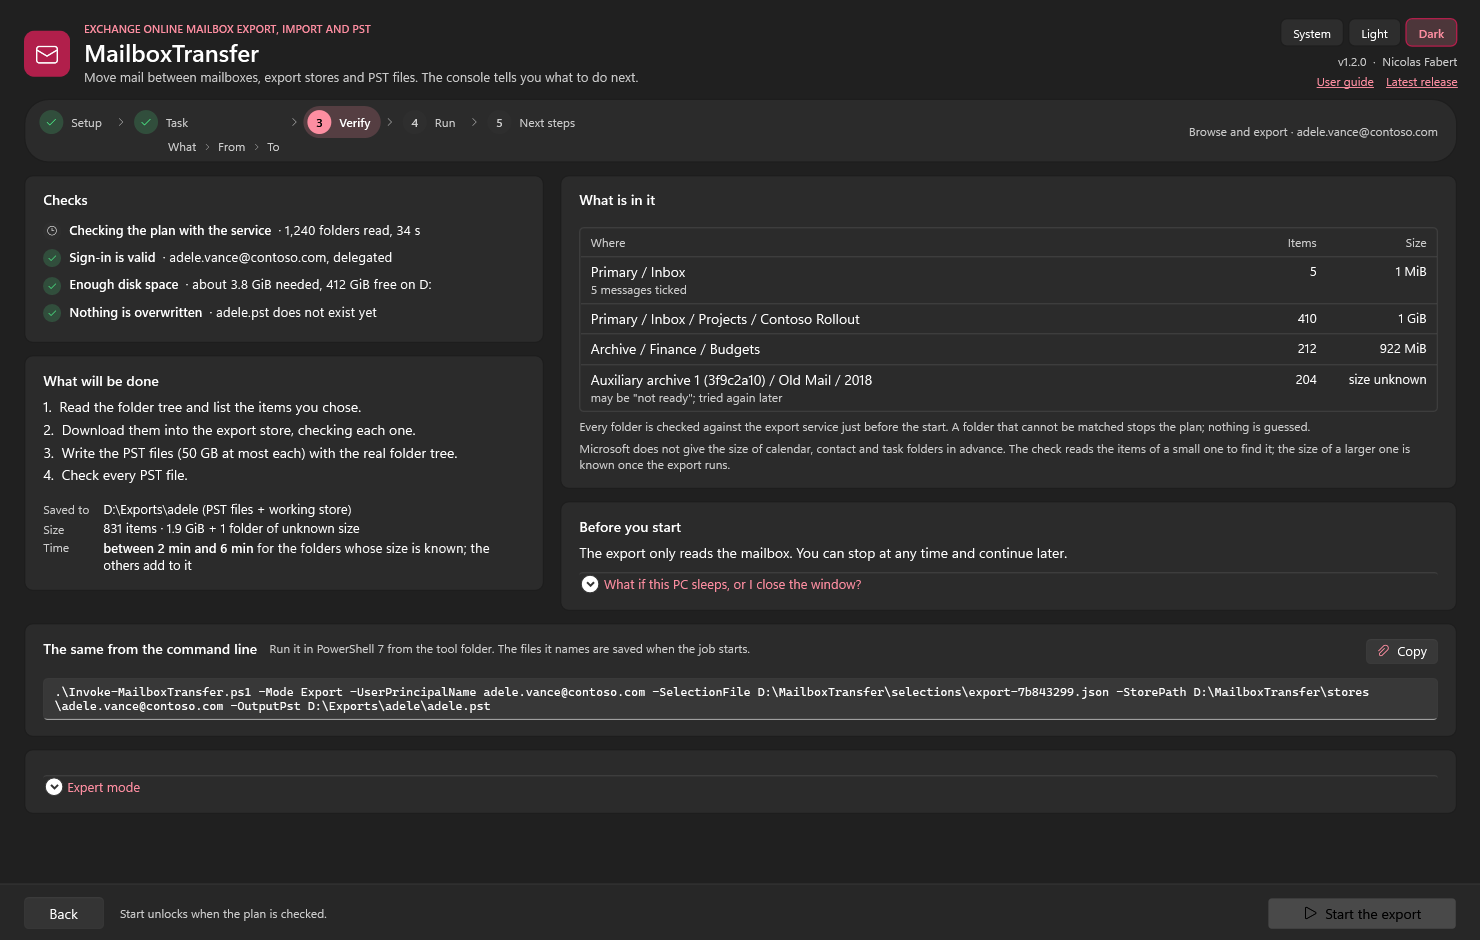 EXCHANGE ONLINE MAILBOX EXPORT, IMPORT AND PST
MailboxTransfer
Move mail between mailboxes, export stores and PST files. The console tells you what to do next.
System
Light
Dark
v1.2.0 · Nicolas Fabert
User guide
Latest release
Setup
Task
3
Verify
4
Run
5
Next steps
What
From
To
Browse and export · adele.vance@contoso.com
Checks
Checking the plan with the service · 1,240 folders read, 34 s
Sign-in is valid · adele.vance@contoso.com, delegated
Enough disk space · about 3.8 GiB needed, 412 GiB free on D:
Nothing is overwritten · adele.pst does not exist yet
What will be done
1. Read the folder tree and list the items you chose.
2. Download them into the export store, checking each one.
3. Write the PST files (50 GB at most each) with the real folder tree.
4. Check every PST file.
Saved to D:\Exports\adele (PST files + working store)
Size 831 items · 1.9 GiB + 1 folder of unknown size
Time between 2 min and 6 min for the folders whose size is known; the
others add to it
What is in it
Where Items Size
Primary / Inbox 5 1 MiB
5 messages ticked
Primary / Inbox / Projects / Contoso Rollout 410 1 GiB
Archive / Finance / Budgets 212 922 MiB
Auxiliary archive 1 (3f9c2a10) / Old Mail / 2018 204 size unknown
may be "not ready"; tried again later
Every folder is checked against the export service just before the start. A folder that cannot be matched stops the plan; nothing is guessed.
Microsoft does not give the size of calendar, contact and task folders in advance. The check reads the items of a small one to find it; the size of a larger one is
known once the export runs.
Before you start
The export only reads the mailbox. You can stop at any time and continue later.
What if this PC sleeps, or I close the window?
The same from the command line Run it in PowerShell 7 from the tool folder. The files it names are saved when the job starts.
Copy
.\Invoke-MailboxTransfer.ps1 -Mode Export -UserPrincipalName adele.vance@contoso.com -SelectionFile D:\MailboxTransfer\selections\export-7b843299.json -StorePath D:\MailboxTransfer\stores
\adele.vance@contoso.com -OutputPst D:\Exports\adele\adele.pst
Expert mode
Back
Start unlocks when the plan is checked.
Start the export